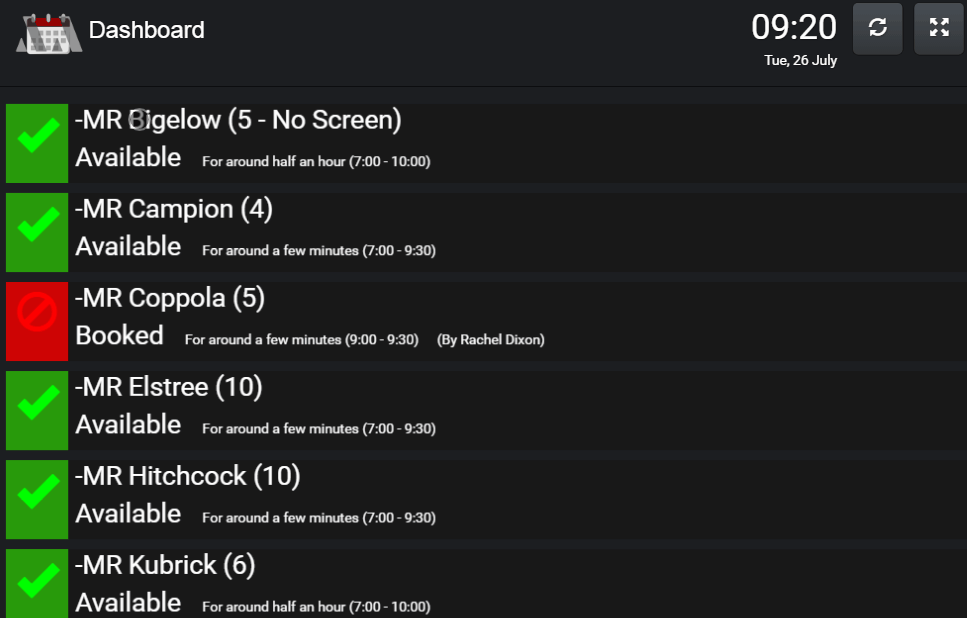 Dashboard
09:20
Tue, 26 July
-MR Bigelow (5 - No Screen)
Available For around half an hour (7:00 - 10:00)
-MR Campion (4)
Available For around a few minutes (7:00 - 9:30)
-MR Coppola (5)
Booked For around a few minutes (9:00 - 9:30) (By Rachel Dixon)
-MR Elstree (10)
Available For around a few minutes (7:00 - 9:30)
-MR Hitchcock (10)
Available For around a few minutes (7:00 - 9:30)
-MR Kubrick (6)
Available For around half an hour (7:00 - 10:00)